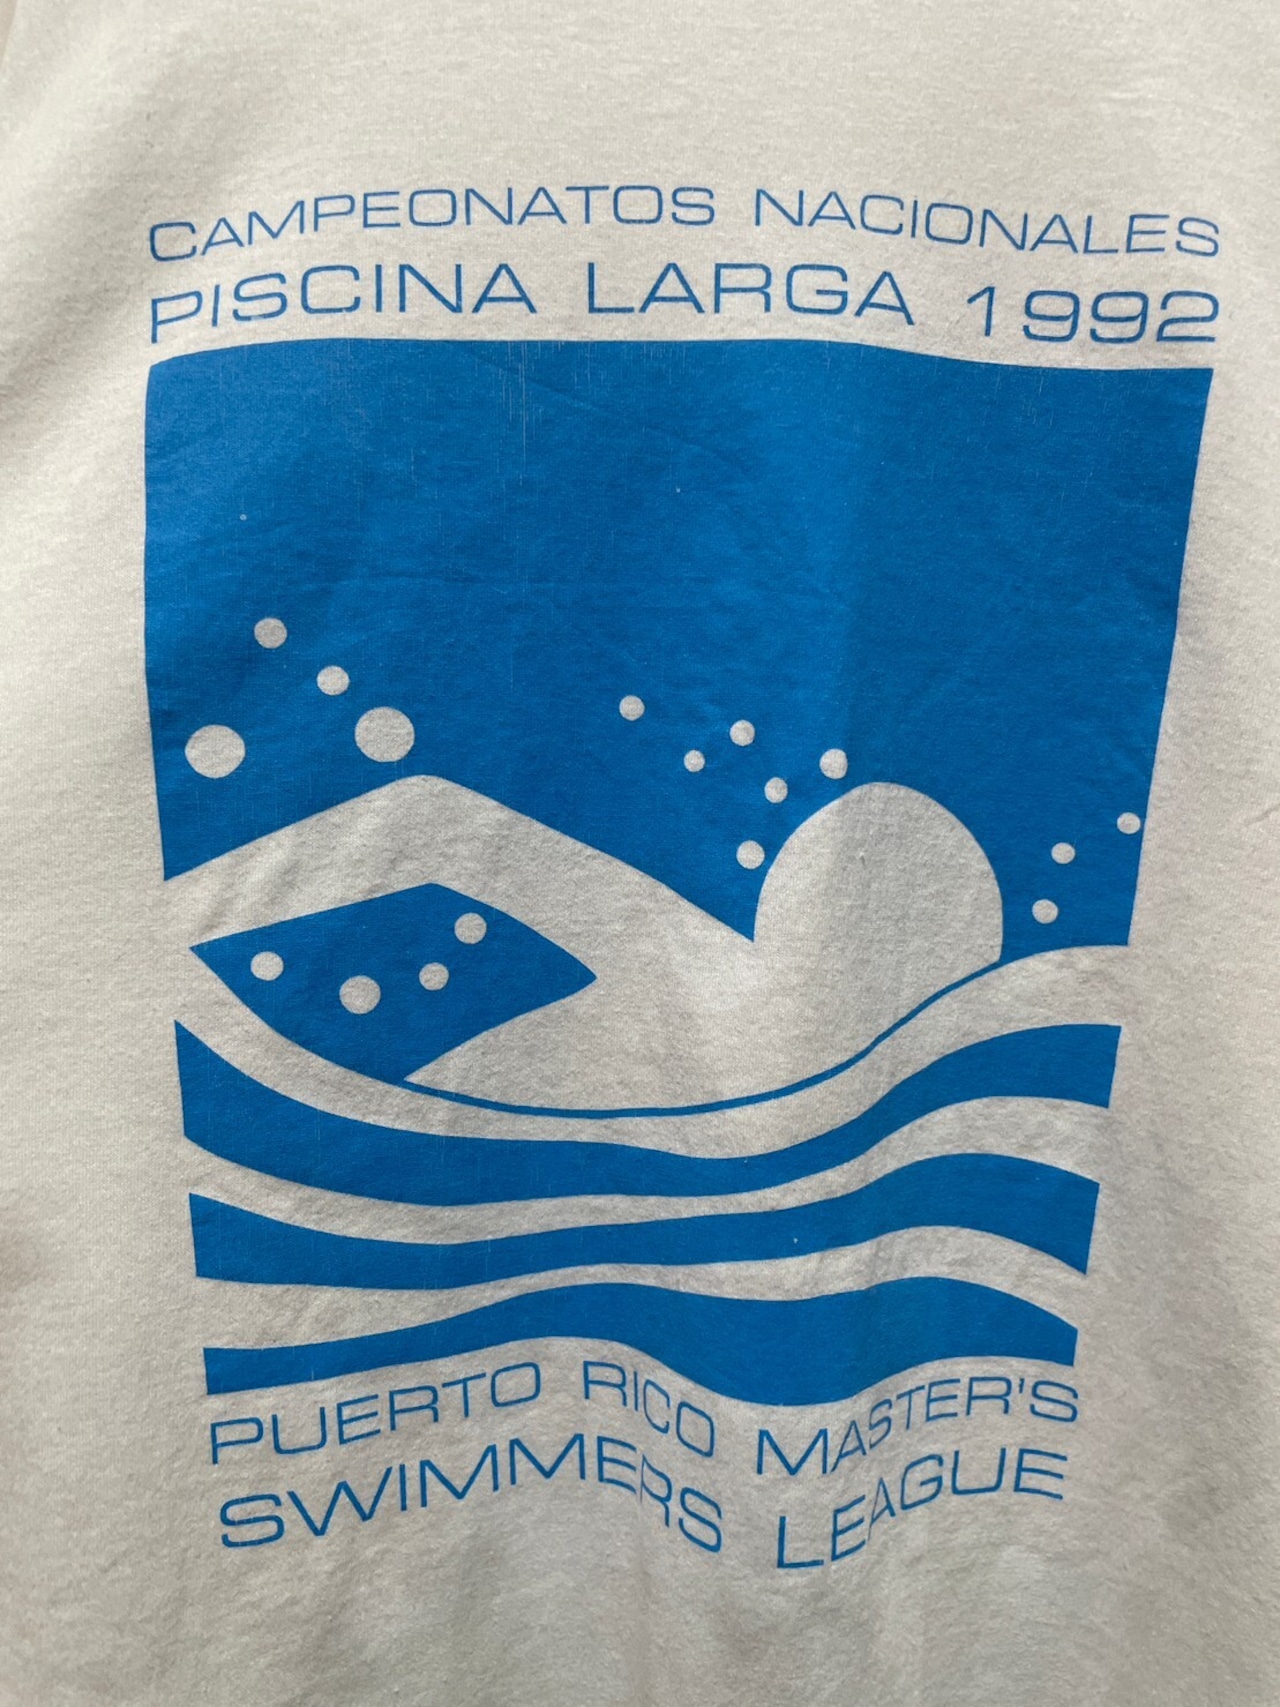 CAMPEONATOS NACIONALES
PISCINA LARGA 1992
PUERTO RICO MASTER'S
SWIMMERS LEAGUE